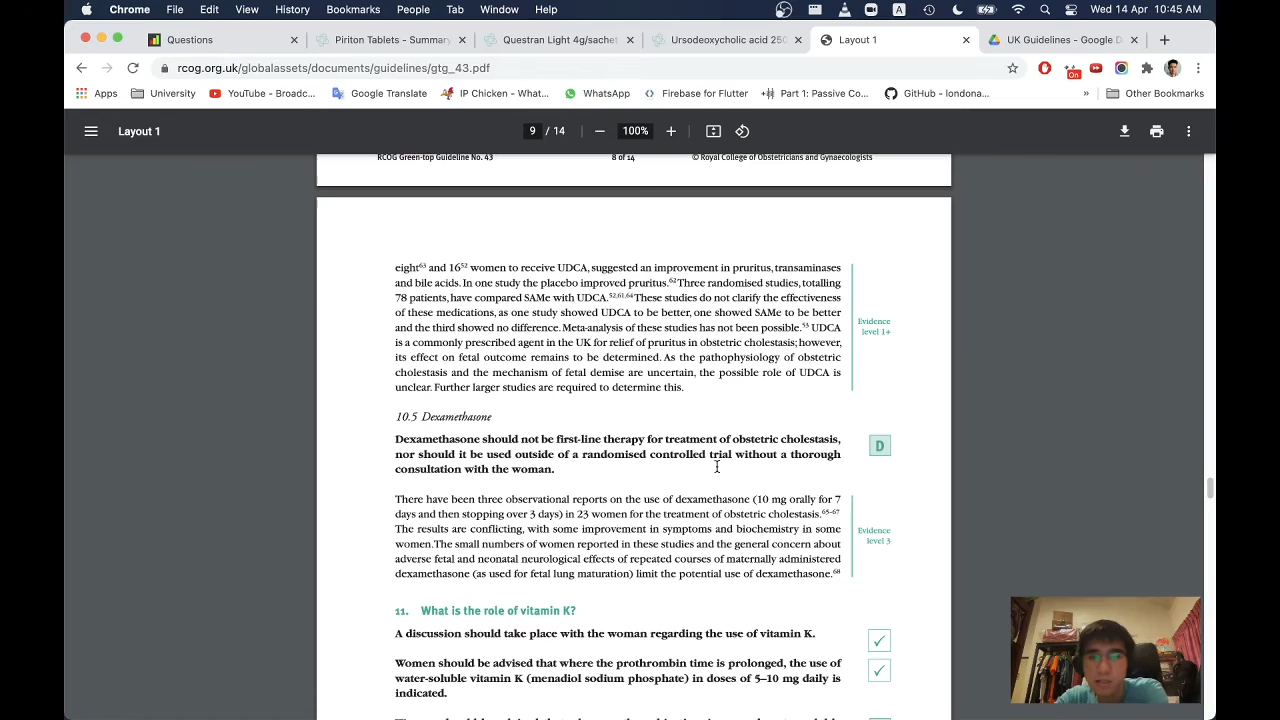 Chrome File Edit View History Bookmarks People Tab Window Help Wed 14 Apr 10:45 AM
Questions Piriton Tablets - Summary Questran Light 4g/sachet Ursodeoxycholic acid 250 Layout 1 UK Guidelines - Google D
rcog.org.uk/globalassets/documents/guidelines/gtg_43.pdf On
Apps University YouTube - Broadc... Google Translate IP Chicken - What... WhatsApp Firebase for Flutter Part 1: Passive Co... GitHub - londona... » Other Bookmarks
Layout 1 9 / 14 100%
RCOG Green-top Guideline No. 43 8 of 14 © Royal College of Obstetricians and Gynaecologists
eight63 and 1652 women to receive UDCA, suggested an improvement in pruritus, transaminases
and bile acids. In one study the placebo improved pruritus.62 Three randomised studies, totalling
78 patients, have compared SAMe with UDCA.52,61,64 These studies do not clarify the effectiveness
of these medications, as one study showed UDCA to be better, one showed SAMe to be better
and the third showed no difference. Meta-analysis of these studies has not been possible.53 UDCA
is a commonly prescribed agent in the UK for relief of pruritus in obstetric cholestasis; however,
its effect on fetal outcome remains to be determined. As the pathophysiology of obstetric
cholestasis and the mechanism of fetal demise are uncertain, the possible role of UDCA is
unclear. Further larger studies are required to determine this.
Evidence
level 1+
10.5 Dexamethasone
Dexamethasone should not be first-line therapy for treatment of obstetric cholestasis,
nor should it be used outside of a randomised controlled trial without a thorough
consultation with the woman.
D
There have been three observational reports on the use of dexamethasone (10 mg orally for 7
days and then stopping over 3 days) in 23 women for the treatment of obstetric cholestasis.65–67
The results are conflicting, with some improvement in symptoms and biochemistry in some
women. The small numbers of women reported in these studies and the general concern about
adverse fetal and neonatal neurological effects of repeated courses of maternally administered
dexamethasone (as used for fetal lung maturation) limit the potential use of dexamethasone.68
Evidence
level 3
11. What is the role of vitamin K?
A discussion should take place with the woman regarding the use of vitamin K.
Women should be advised that where the prothrombin time is prolonged, the use of
water-soluble vitamin K (menadiol sodium phosphate) in doses of 5–10 mg daily is
indicated.